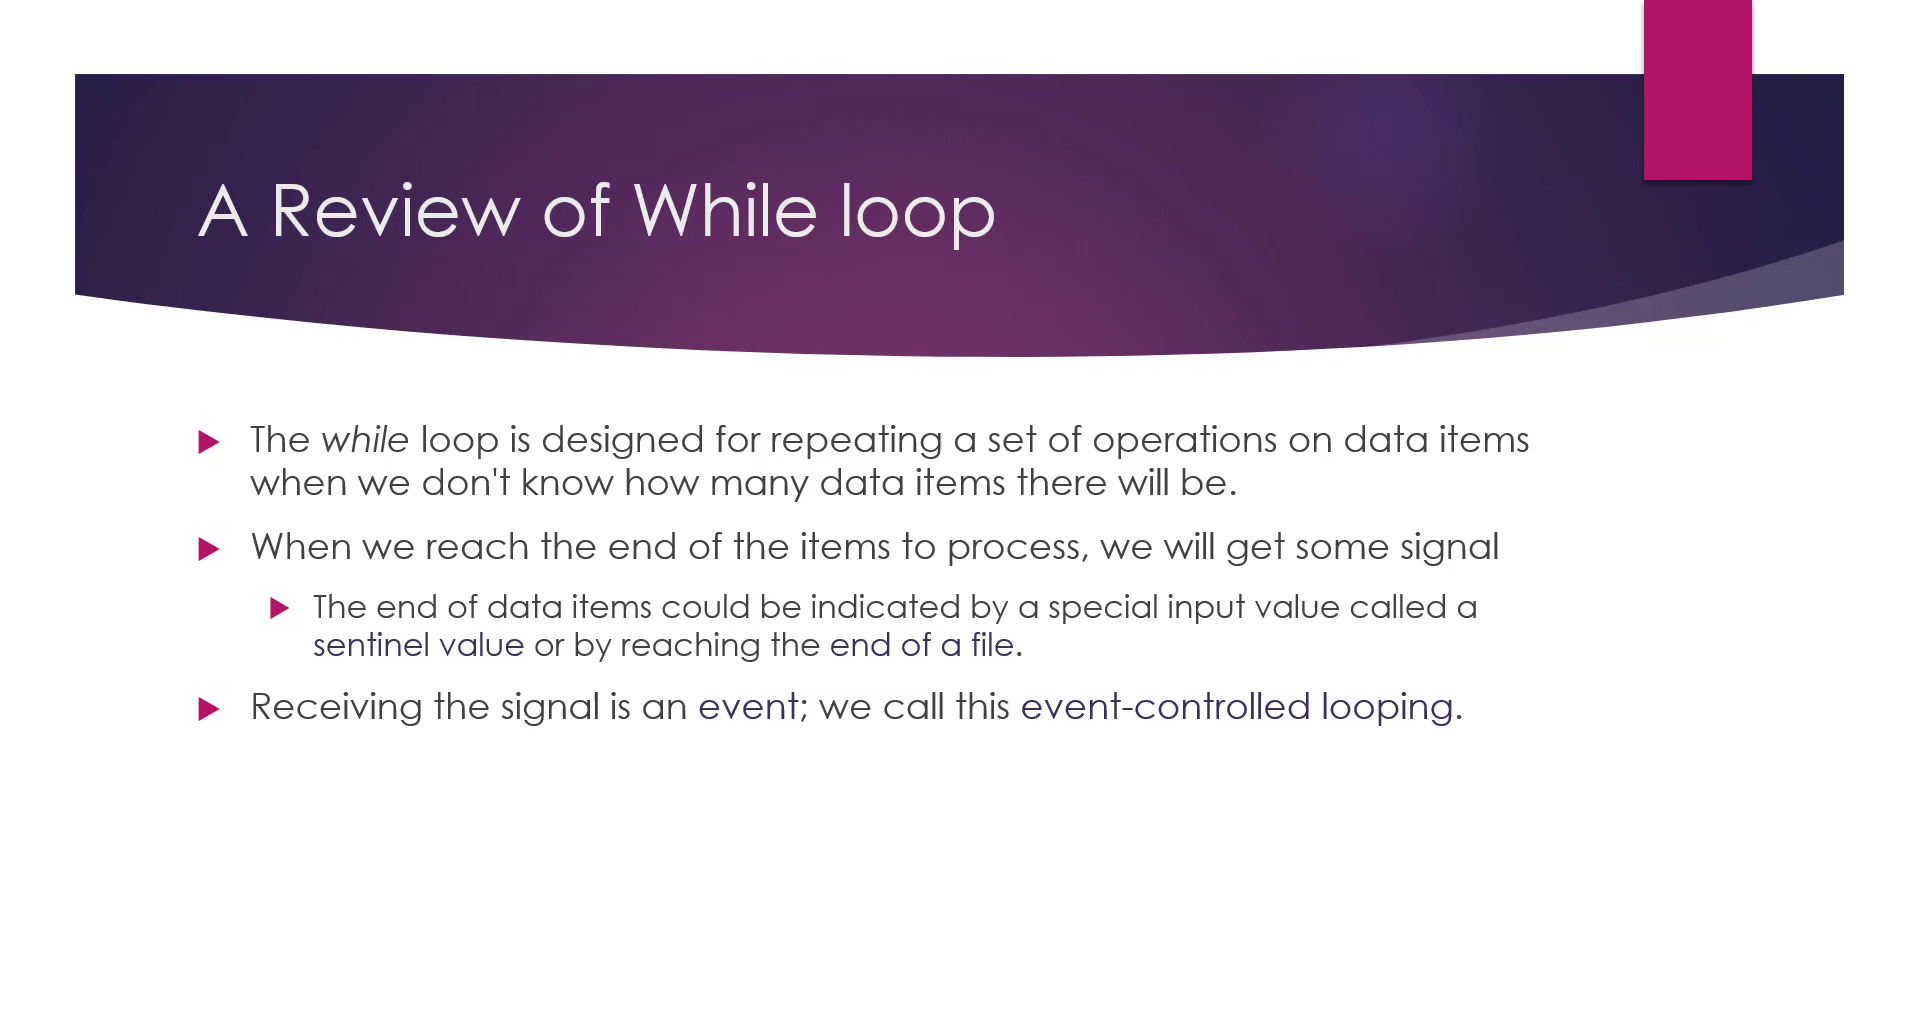 A Review of While loop
The while loop is designed for repeating a set of operations on data items
when we don't know how many data items there will be.
When we reach the end of the items to process, we will get some signal
The end of data items could be indicated by a special input value called a
sentinel value or by reaching the end of a file.
Receiving the signal is an event; we call this event-controlled looping.